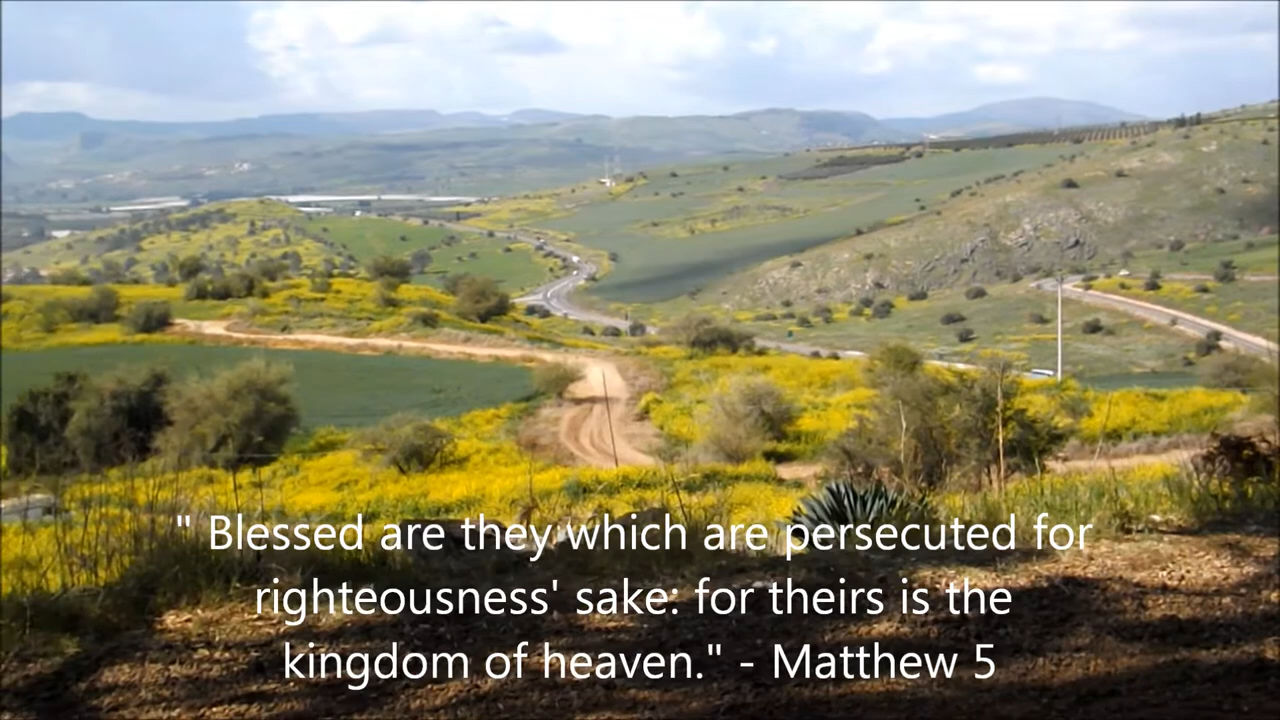 " Blessed are they which are persecuted for
righteousness' sake: for theirs is the
kingdom of heaven." - Matthew 5